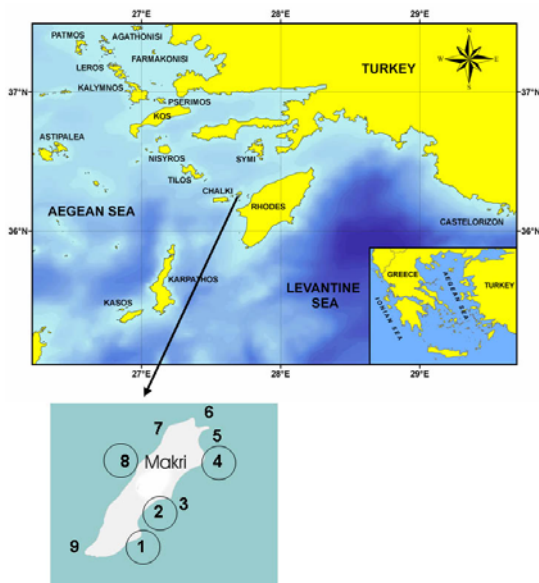 PATMOS
AGATHONISI
FARMAKONISI
LEROS
KALYMNOS
PSERIMOS
KOS
ASTIPALEA
NISYROS
TILOS
SYMI
CHALKI
RHODES
KARPATHOS
KASOS
CASTELORIZON
TURKEY
AEGEAN SEA
LEVANTINE
SEA
N
W E
S
37°N
36°N
37°N
36°N
27°E 28°E 29°E
27°E 28°E 29°E
GREECE
AEGEAN SEA
TURKEY
IONIAN SEA
6
7
5
8 Makri 4
2 3
9 1